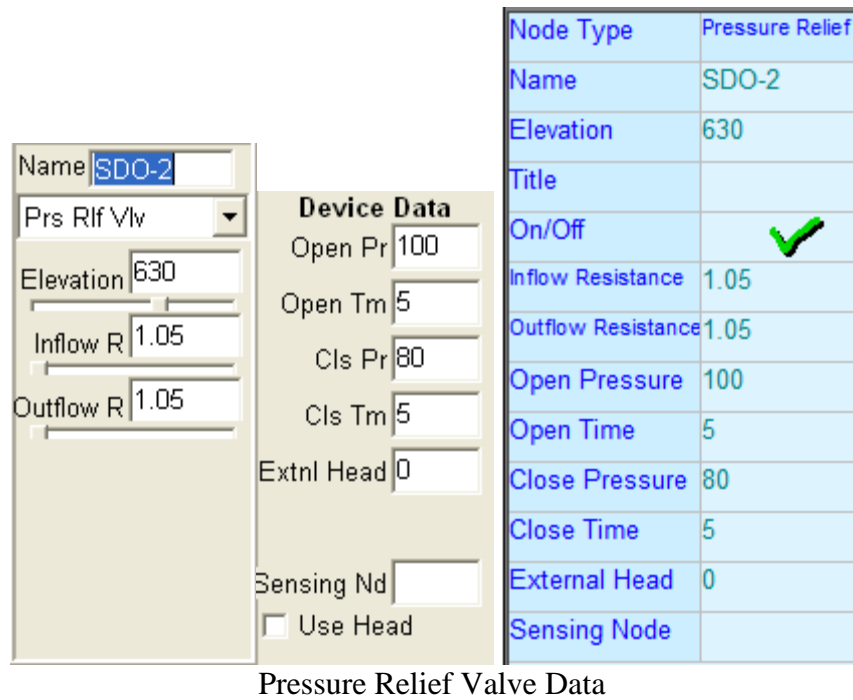 Name SDO-2
Prs Rlf Vlv
Elevation 630
Inflow R 1.05
Outflow R 1.05
Device Data
Open Pr 100
Open Tm 5
Cls Pr 80
Cls Tm 5
Extnl Head 0
Sensing Nd
Use Head
Node Type Pressure Relief
Name SDO-2
Elevation 630
Title
On/Off
Inflow Resistance 1.05
Outflow Resistance 1.05
Open Pressure 100
Open Time 5
Close Pressure 80
Close Time 5
External Head 0
Sensing Node
Pressure Relief Valve Data